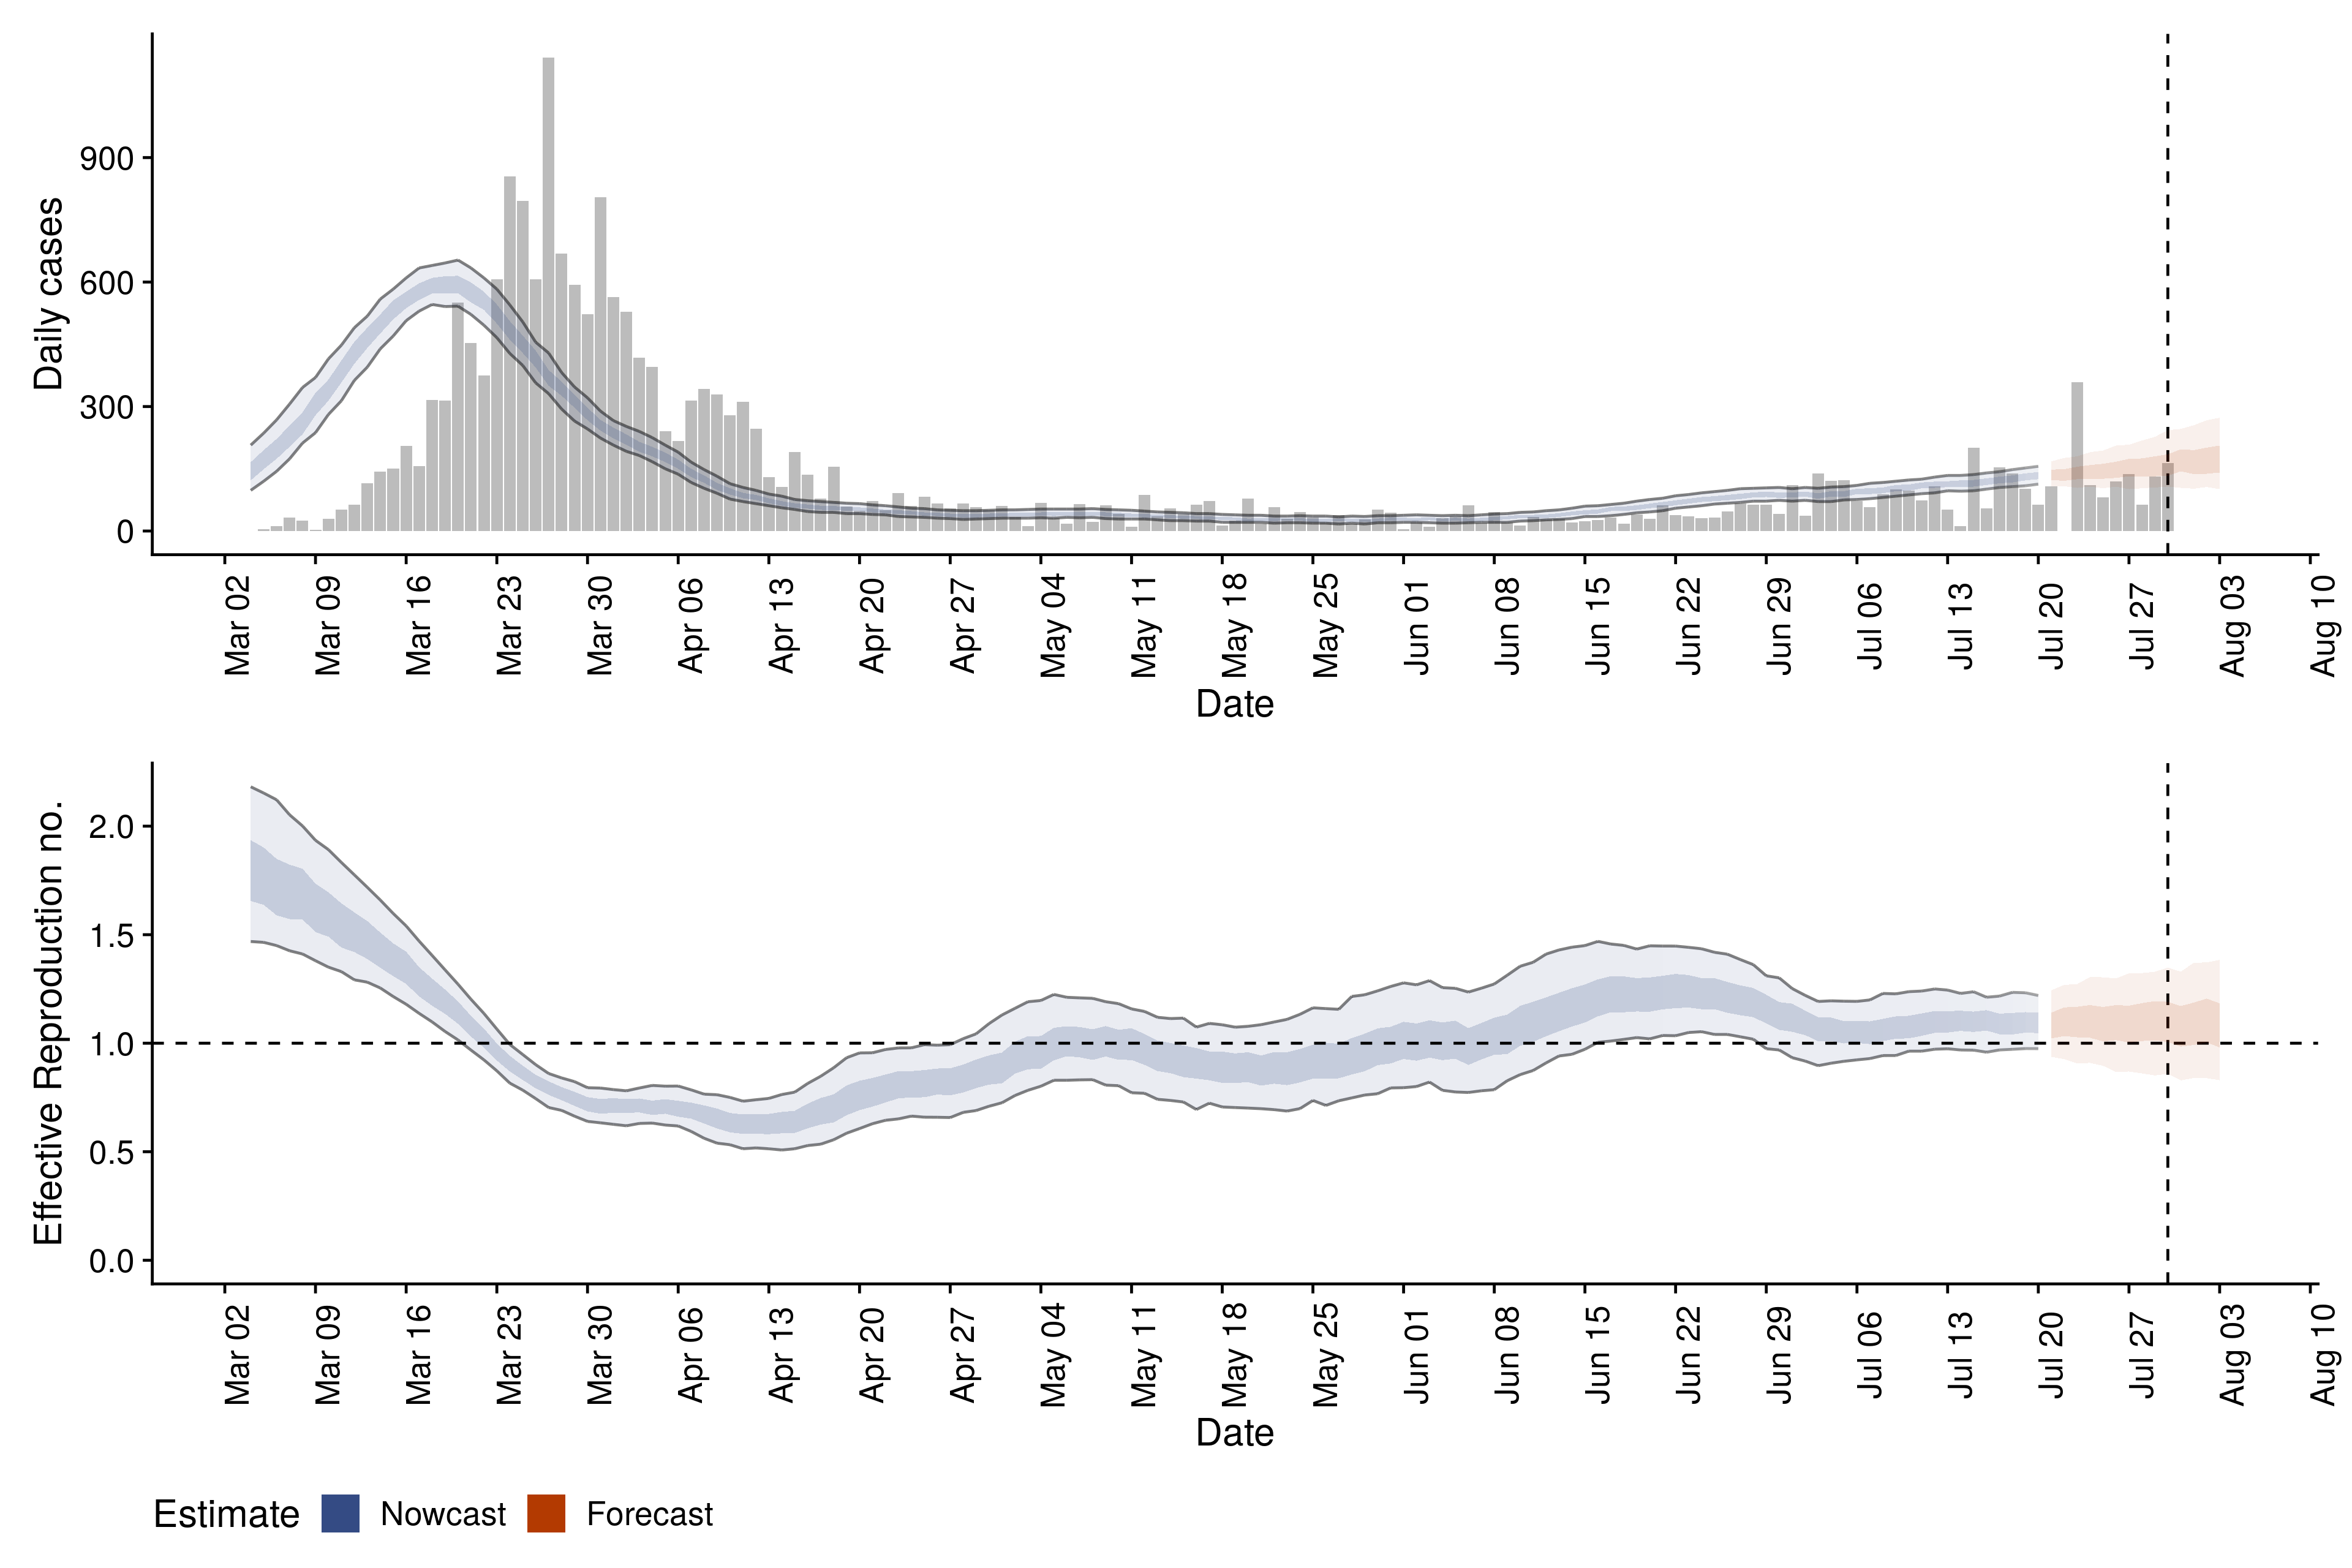 Daily cases
900
600
300
0
Mar 02
Mar 09
Mar 16
Mar 23
Mar 30
Apr 06
Apr 13
Apr 20
Apr 27
May 04
May 11
May 18
May 25
Jun 01
Jun 08
Jun 15
Jun 22
Jun 29
Jul 06
Jul 13
Jul 20
Jul 27
Aug 03
Aug 10
Date
Effective Reproduction no.
2.0
1.5
1.0
0.5
0.0
Mar 02
Mar 09
Mar 16
Mar 23
Mar 30
Apr 06
Apr 13
Apr 20
Apr 27
May 04
May 11
May 18
May 25
Jun 01
Jun 08
Jun 15
Jun 22
Jun 29
Jul 06
Jul 13
Jul 20
Jul 27
Aug 03
Aug 10
Date
Estimate Nowcast Forecast